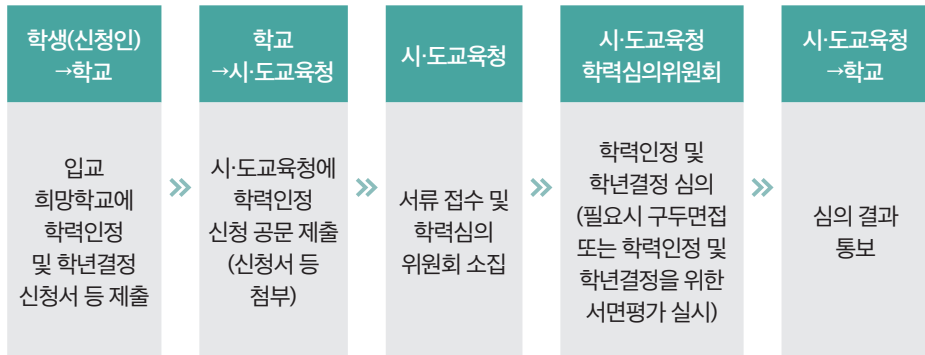 학생(신청인)
→학교
입교
희망학교에
학력인정
및 학년결정
신청서 등 제출
»
학교
→시·도교육청
시·도교육청에
학력인정
신청 공문 제출
(신청서 등
첨부)
»
시·도교육청
서류 접수 및
학력심의
위원회 소집
»
시·도교육청
학력심의위원회
학력인정 및
학년결정 심의
(필요시 구두면접
또는 학력인정 및
학년결정을 위한
서면평가 실시)
»
시·도교육청
→학교
심의 결과
통보